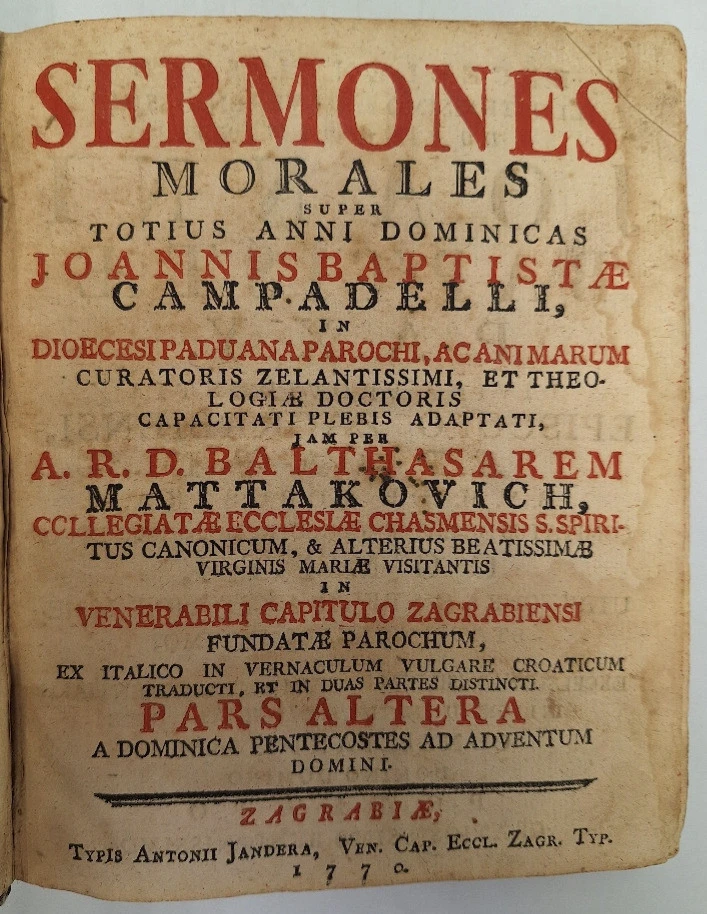 SERMONES
MORALES
SUPER
TOTIUS ANNI DOMINICAS
JOANNIS BAPTISTÆ
CAMPADELLI,
IN
DIOECESI PADUANA PAROCHI, AC ANIMARUM
CURATORIS ZELANTISSIMI, ET THEO-
LOGIÆ DOCTORIS
CAPACITATI PLEBIS ADAPTATI,
JAM PER
A. R. D. BALTHASAREM
MATTAKOVICH,
CCLLEGIATÆ ECCLESIÆ CHASMENSIS S. SPIRI-
TUS CANONICUM, & ALTERIUS BEATISSIMÆ
VIRGINIS MARIÆ VISITANTIS
IN
VENERABILI CAPITULO ZAGRABIENSI
FUNDATÆ PAROCHUM,
EX ITALICO IN VERNACULUM VULGARE CROATICUM
TRADUCTI, ET IN DUAS PARTES DISTINCTI.
PARS ALTERA
A DOMINICA PENTECOSTES AD ADVENTUM
DOMINI.
ZAGRABIÆ,
TYPIS ANTONII JANDERA, VEN. CAP. ECCL. ZAGR. TYP.
1770.